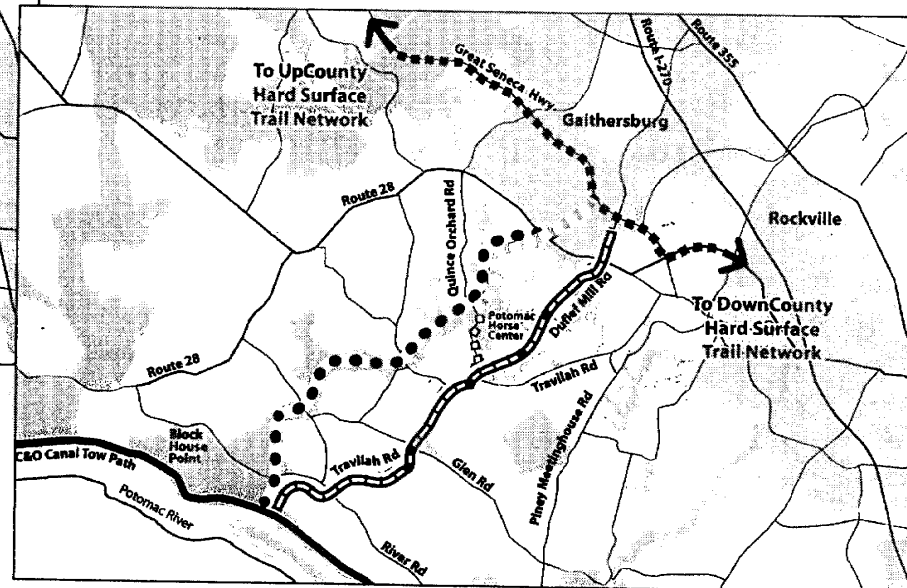 Route I-270
Route 355
Great Seneca Hwy
To UpCounty
Hard Surface
Trail Network
Gaithersburg
Route 28
Quince Orchard Rd
Rockville
Potomac
Horse
Center
Duflef Mill Rd
To DownCounty
Hard Surface
Trail Network
Route 28
Travilah Rd
Piney Meetinghouse Rd
Block
House
Point
C&O Canal Tow Path
Travilah Rd
Glen Rd
Potomac River
River Rd